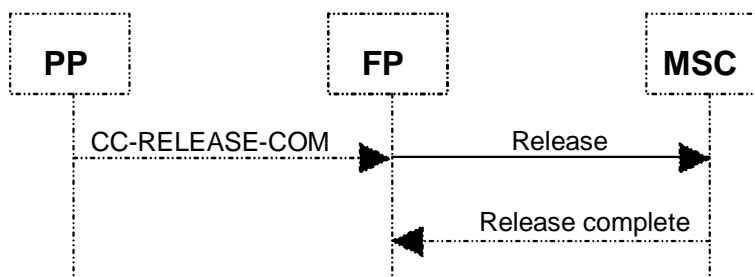 PP
FP
MSC
CC-RELEASE-COM
Release
Release complete